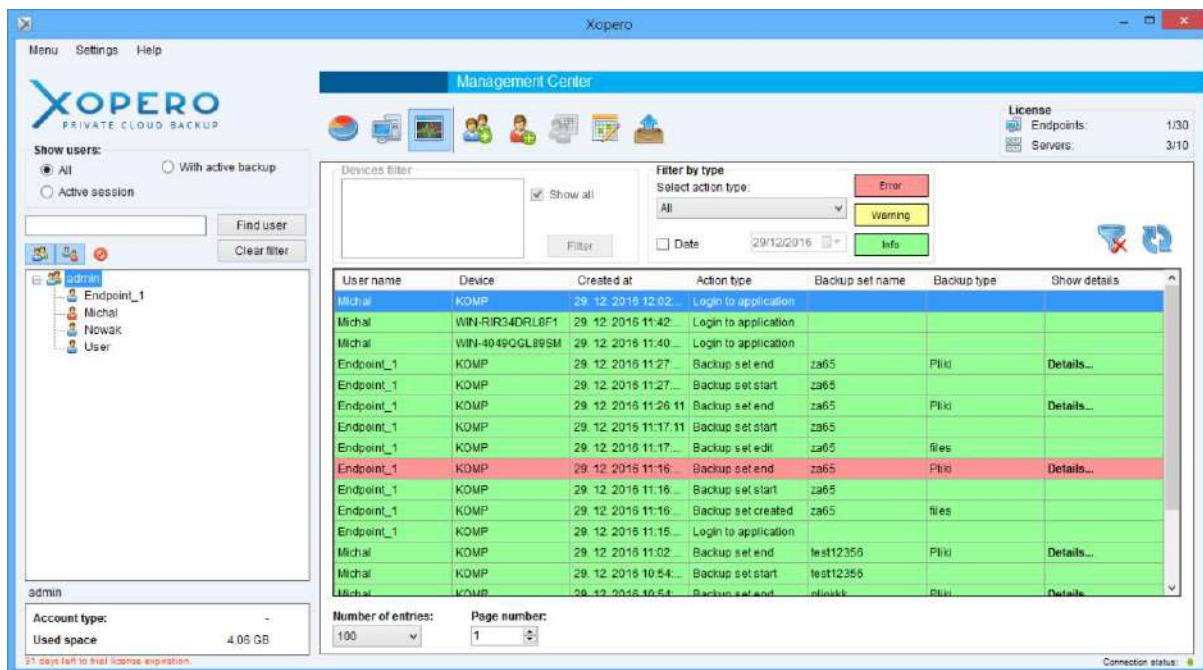 Xopero
Menu Settings Help
XOPERO
PRIVATE CLOUD BACKUP
Show users:
All
With active backup
Active session
Find user
Clear filter
admin
Endpoint_1
Michal
Nowak
User
admin
Account type: -
Used space 4,06 GB
31 days left to trial license expiration.
Management Center
License
Endpoints: 1/30
Servers: 3/10
Devices filter
Show all
Filter
Filter by type
Select action type:
All
Date 29/12/2016
Error
Warning
Info
User name Device Created at Action type Backup set name Backup type Show details
Michal KOMP 29. 12. 2016 12:02:... Login to application
Michal WIN-RIR34DRL8F1 29. 12. 2016 11:42:... Login to application
Michal WIN-4049QGL89SM 29. 12. 2016 11:40:... Login to application
Endpoint_1 KOMP 29. 12. 2016 11:27:... Backup set end za65 Pliki Details...
Endpoint_1 KOMP 29. 12. 2016 11:27:... Backup set start za65
Endpoint_1 KOMP 29. 12. 2016 11:26:11 Backup set end za65 Pliki Details...
Endpoint_1 KOMP 29. 12. 2016 11:17:11 Backup set start za65
Endpoint_1 KOMP 29. 12. 2016 11:17:... Backup set edit za65 files
Endpoint_1 KOMP 29. 12. 2016 11:16:... Backup set end za65 Pliki Details...
Endpoint_1 KOMP 29. 12. 2016 11:16:... Backup set start za65
Endpoint_1 KOMP 29. 12. 2016 11:16:... Backup set created za65 files
Endpoint_1 KOMP 29. 12. 2016 11:15:... Login to application
Michal KOMP 29. 12. 2016 11:02:... Backup set end test12356 Pliki Details...
Michal KOMP 29. 12. 2016 10:54:... Backup set start test12356
Michal KOMP 29. 12. 2016 10:54: Backup set end Pliki Details
Number of entries: Page number:
100 1
Connection status: